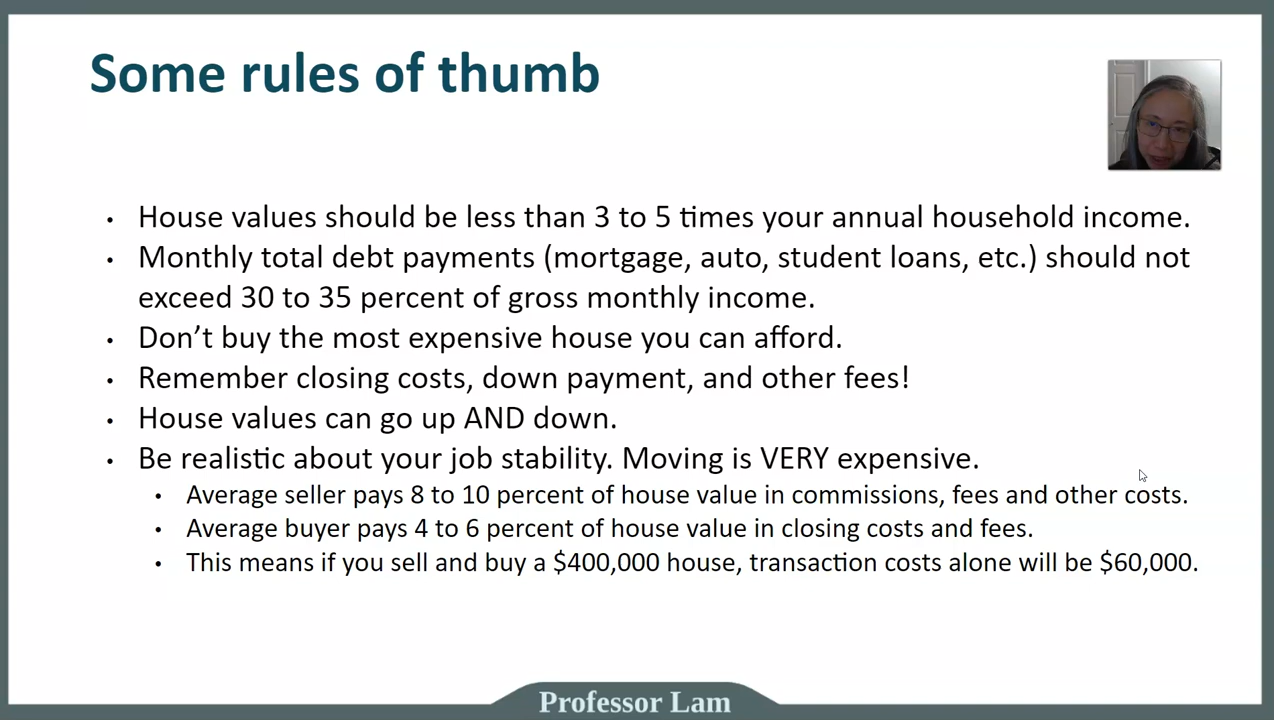 Some rules of thumb
• House values should be less than 3 to 5 times your annual household income.
• Monthly total debt payments (mortgage, auto, student loans, etc.) should not
exceed 30 to 35 percent of gross monthly income.
• Don’t buy the most expensive house you can afford.
• Remember closing costs, down payment, and other fees!
• House values can go up AND down.
• Be realistic about your job stability. Moving is VERY expensive.
• Average seller pays 8 to 10 percent of house value in commissions, fees and other costs.
• Average buyer pays 4 to 6 percent of house value in closing costs and fees.
• This means if you sell and buy a $400,000 house, transaction costs alone will be $60,000.
Professor Lam